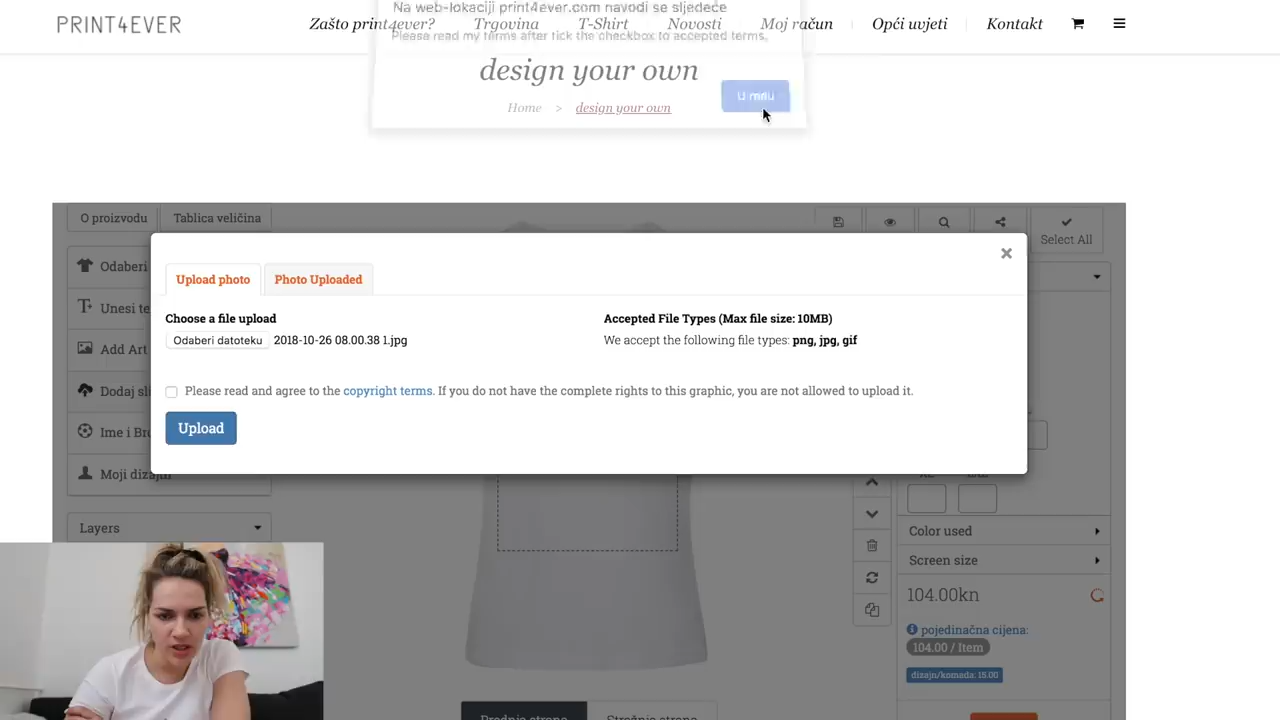 PRINT4EVER
Zašto print4ever?
Trgovina
T-Shirt
Novosti
Moj račun
Opći uvjeti
Kontakt
Na web-lokaciji print4ever.com navodi se sljedeće
Please read my terms after tick the checkbox to accepted terms.
design your own
Home > design your own
U redu
O proizvodu
Tablica veličina
Select All
Odaberi
Unesi
Add Art
Dodaj
Ime i
Moji dizajni
Layers
Upload photo
Photo Uploaded
Choose a file upload
Odaberi datoteku 2018-10-26 08.00.38 1.jpg
Accepted File Types (Max file size: 10MB)
We accept the following file types: png, jpg, gif
Please read and agree to the copyright terms. If you do not have the complete rights to this graphic, you are not allowed to upload it.
Upload
Color used
Screen size
104.00kn
pojedinačna cijena:
104.00 / Item
dizajn/komada: 15.00
Prednja strana
Stražnja strana